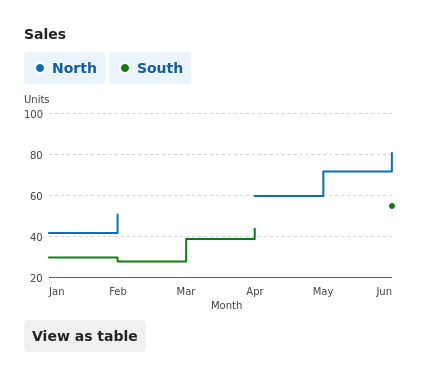 Sales
North South
Units
100
80
60
40
20
Jan Feb Mar Apr May Jun
Month
View as table